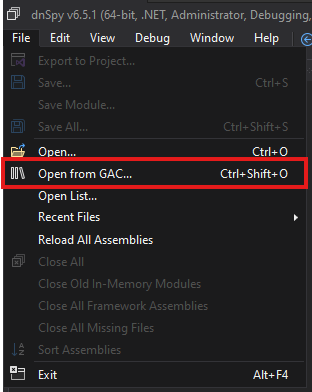 dnSpy v6.5.1 (64-bit, .NET, Administrator, Debugging,
File Edit View Debug Window Help
Export to Project...
Save... Ctrl+S
Save Module...
Save All... Ctrl+Shift+S
Open... Ctrl+O
Open from GAC... Ctrl+Shift+O
Open List...
Recent Files
Reload All Assemblies
Close All
Close Old In-Memory Modules
Close All Framework Assemblies
Close All Missing Files
Sort Assemblies
Exit Alt+F4